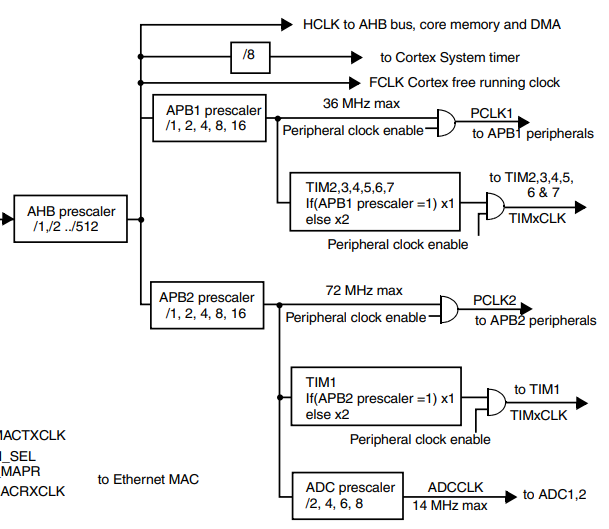 HCLK to AHB bus, core memory and DMA
/8
to Cortex System timer
FCLK Cortex free running clock
APB1 prescaler
/1, 2, 4, 8, 16
36 MHz max
PCLK1
Peripheral clock enable
to APB1 peripherals
TIM2,3,4,5,6,7
If(APB1 prescaler =1) x1
else x2
to TIM2,3,4,5,
6 & 7
TIMxCLK
Peripheral clock enable
AHB prescaler
/1,/2 ../512
APB2 prescaler
/1, 2, 4, 8, 16
72 MHz max
PCLK2
Peripheral clock enable
to APB2 peripherals
TIM1
If(APB2 prescaler =1) x1
else x2
to TIM1
TIMxCLK
Peripheral clock enable
MACTXCLK
_SEL
_MAPR
ACRXCLK
to Ethernet MAC
ADC prescaler
/2, 4, 6, 8
ADCCLK
14 MHz max
to ADC1,2